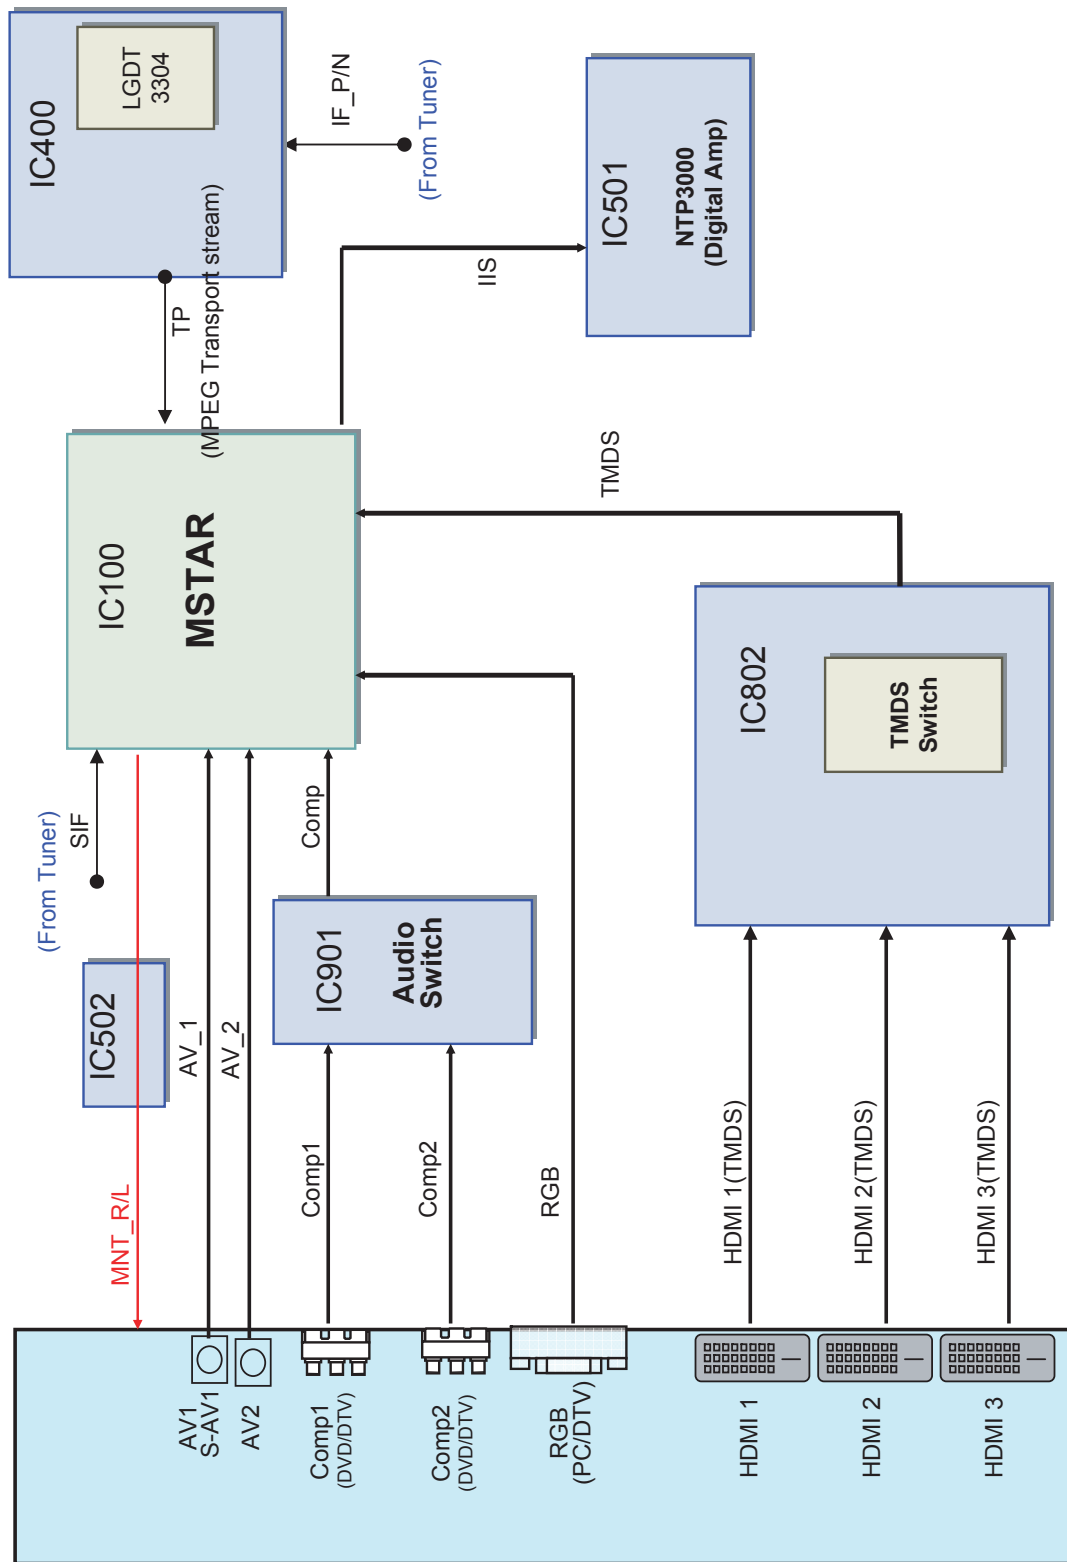 AV1
S-AV1
AV2
Comp1
(DVD/DTV)
Comp2
(DVD/DTV)
RGB
(PC/DTV)
HDMI 1
HDMI 2
HDMI 3
MNT_R/L
IC502
(From Tuner)
SIF
AV_1
AV_2
Comp1
Comp2
IC901
Audio
Switch
Comp
RGB
HDMI 1(TMDS)
HDMI 2(TMDS)
HDMI 3(TMDS)
IC802
TMDS
Switch
TMDS
IC100
MSTAR
TP
(MPEG Transport stream)
IIS
IC400
LGDT
3304
IF_P/N
(From Tuner)
IC501
NTP3000
(Digital Amp)